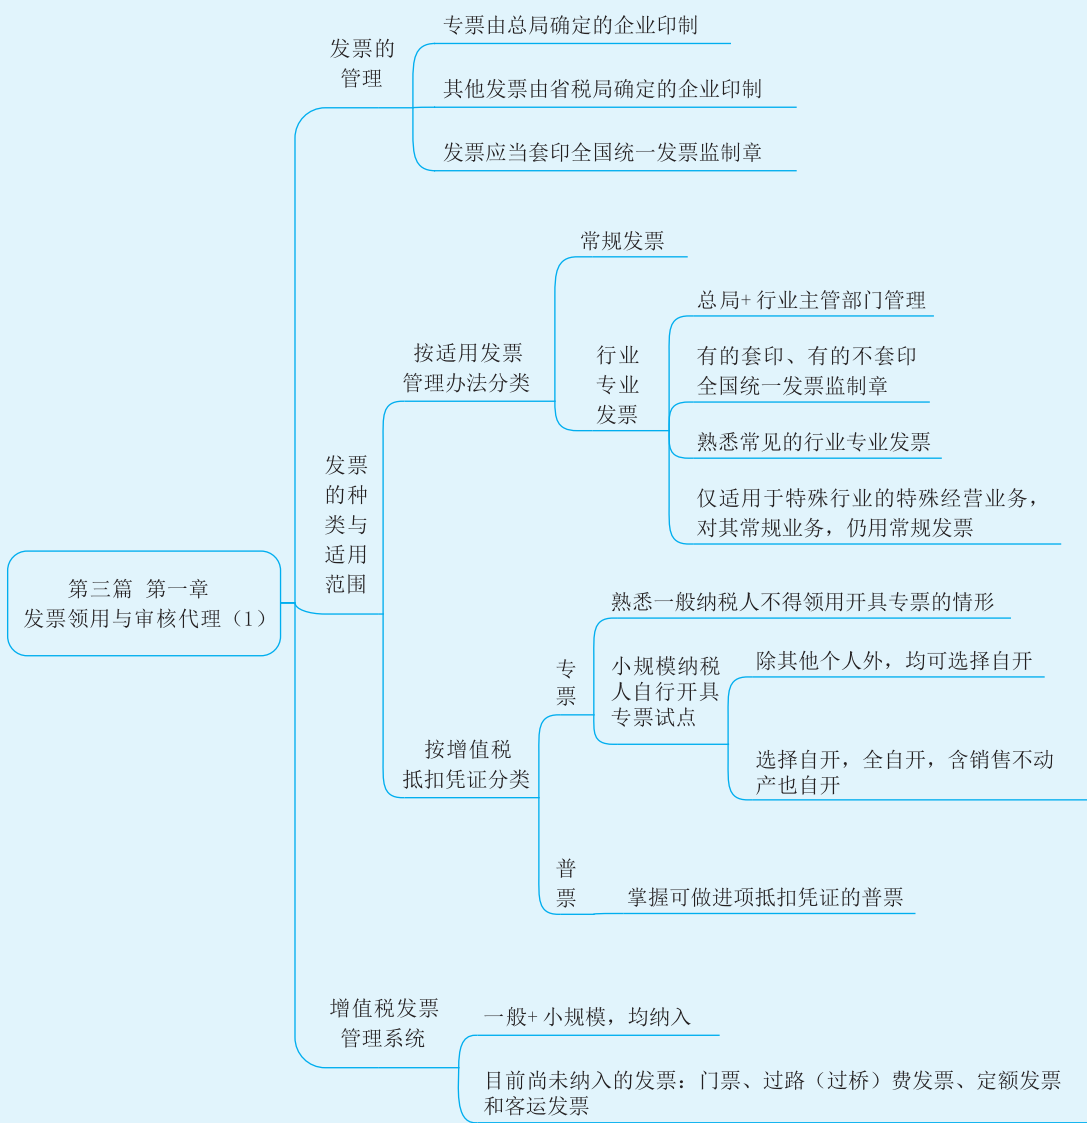 发票的
管理
专票由总局确定的企业印制
其他发票由省税局确定的企业印制
发票应当套印全国统一发票监制章
第三篇 第一章
发票领用与审核代理（1）
发票
的种
类与
适用
范围
按适用发票
管理办法分类
常规发票
行业
专业
发票
总局+行业主管部门管理
有的套印、有的不套印
全国统一发票监制章
熟悉常见的行业专业发票
仅适用于特殊行业的特殊经营业务，
对其常规业务，仍用常规发票
按增值税
抵扣凭证分类
专
票
熟悉一般纳税人不得领用开具专票的情形
小规模纳税
人自行开具
专票试点
除其他个人外，均可选择自开
选择自开，全自开，含销售不动
产也自开
普
票
掌握可做进项抵扣凭证的普票
增值税发票
管理系统
一般+小规模，均纳入
目前尚未纳入的发票：门票、过路（过桥）费发票、定额发票
和客运发票